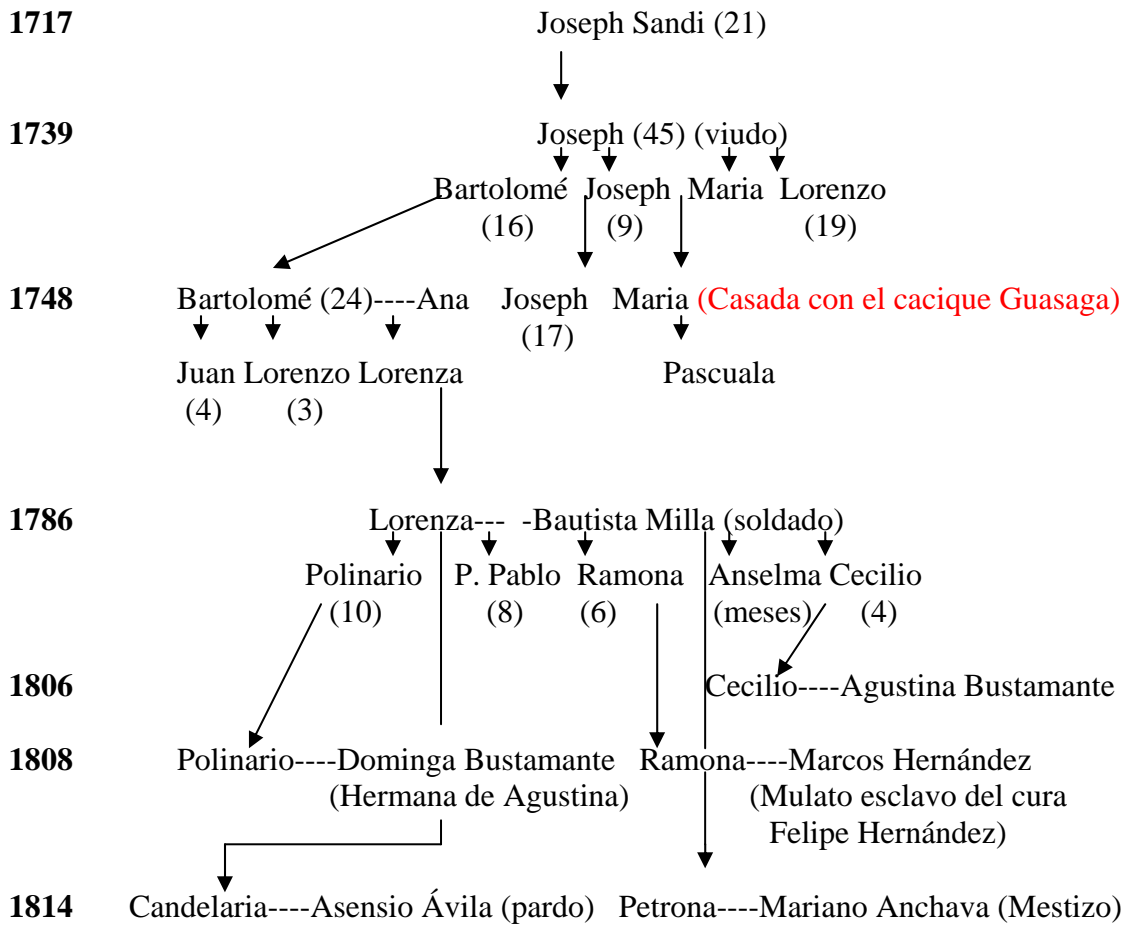 1717 Joseph Sandi (21)
1739 Joseph (45) (viudo)
Bartolomé Joseph Maria Lorenzo
(16) (9) (19)
1748 Bartolomé (24)----Ana Joseph Maria (Casada con el cacique Guasaga)
(17)
Juan Lorenzo Lorenza Pascuala
(4) (3)
1786 Lorenza--- -Bautista Milla (soldado)
Polinario P. Pablo Ramona Anselma Cecilio
(10) (8) (6) (meses) (4)
1806 Cecilio----Agustina Bustamante
1808 Polinario----Dominga Bustamante Ramona----Marcos Hernández
(Hermana de Agustina) (Mulato esclavo del cura
Felipe Hernández)
1814 Candelaria----Asensio Ávila (pardo) Petrona----Mariano Anchava (Mestizo)